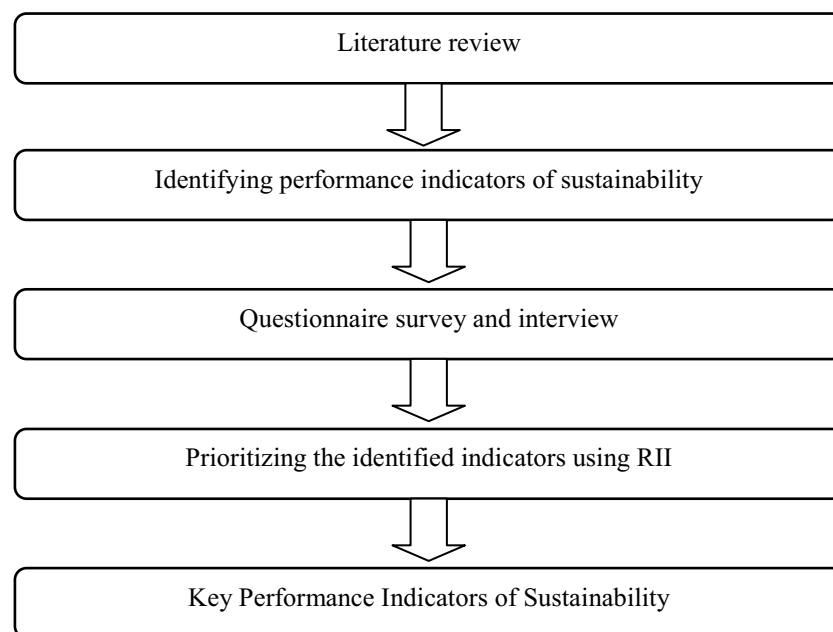 Literature review
Identifying performance indicators of sustainability
Questionnaire survey and interview
Prioritizing the identified indicators using RII
Key Performance Indicators of Sustainability